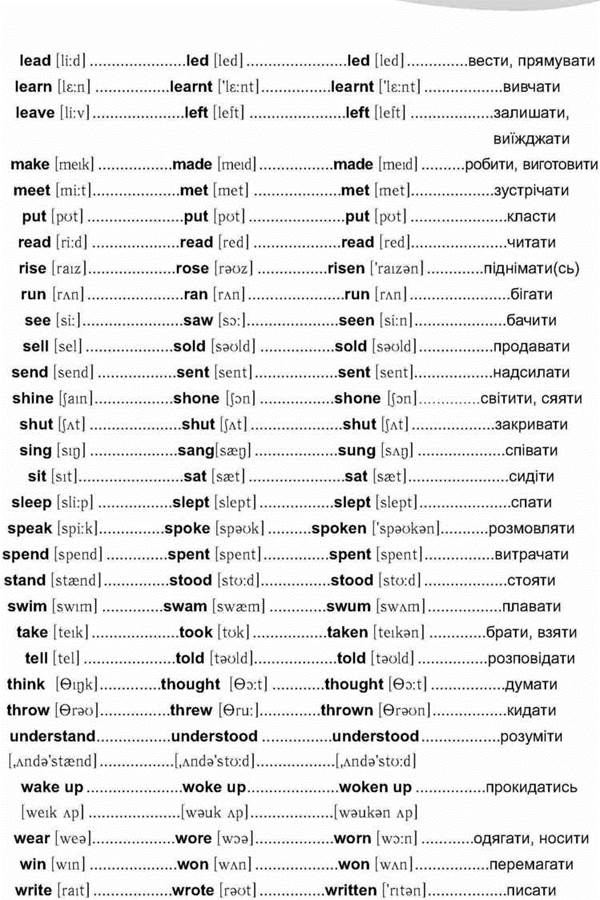 lead [li:d] .......................led [led] ........................led [led] ..............вести, прямувати
learn [lɛ:n] ..................learnt ['lɛ:nt].................learnt ['lɛ:nt] ...................вивчати
leave [li:v]......................left [left] .......................left [left] ......................залишати,
виїжджати
make [meɪk] ..................made [meɪd]..................made [meɪd] ..........робити, виготовити
meet [mi:t]......................met [met] .....................met [met]....................зустрічати
put [pʊt] .......................put [pʊt] ......................put [pʊt] .......................класти
read [ri:d] ......................read [red] ......................read [red].......................читати
rise [raɪz].....................rose [rəʊz] ..................risen ['raɪzən].............піднімати(сь)
run [rʌn] .......................ran [rʌn] .......................run [rʌn] ........................бігати
see [si:]........................saw [sɔ:]......................seen [si:n].......................бачити
sell [sel] .....................sold [səʊld] ..................sold [səʊld] ..................продавати
send [send] ...................sent [sent] ....................sent [sent]....................надсилати
shine [ʃaɪn] ...................shone [ʃɔn] ..................shone [ʃɔn]..............світити, сяяти
shut [ʃʌt] .......................shut [ʃʌt] .......................shut [ʃʌt] ....................закривати
sing [sɪŋ] .....................sang[sæŋ] ....................sung [sʌŋ] .....................співати
sit [sɪt].........................sat [sæt] .......................sat [sæt]........................сидіти
sleep [sli:p] ...................slept [slept] ..................slept [slept]......................спати
speak [spi:k]................spoke [spəʊk] ..........spoken ['spəʊkən]...........розмовляти
spend [spend] ..............spent [spent]................spent [spent].................витрачати
stand [stænd] ...............stood [stʊ:d] ................stood [stʊ:d] ..................стояти
swim [swɪm] .................swam [swæm] ...............swum [swʌm]..................плавати
take [teɪk].....................took [tʊk] ....................taken [teɪkən] .............брати, взяти
tell [tel] ......................told [təʊld] ....................told [təʊld] .................розповідати
think [Θɪŋk]..............thought [Θɔ:t] .............thought [Θɔ:t] ..................думати
throw [Θrəʊ]................threw [Θru:]................thrown [Θrəʊn]..................кидати
understand..................understood ..................understood...................розуміти
[,ʌndə'stænd]..................[,ʌndə'stʊ:d]...................[,ʌndə'stʊ:d]
wake up .......................woke up.....................woken up .................прокидатись
[weɪk ʌp].........................[wəuk ʌp]....................[wəukən ʌp]
wear [weə]....................wore [wɔə] ...................worn [wɔ:n] ............одягати, носити
win [wɪn] ......................won [wʌn] .....................won [wʌn]...................перемагати
write [raɪt] ...................wrote [rəʊt] ................written ['rɪtən]...................писати